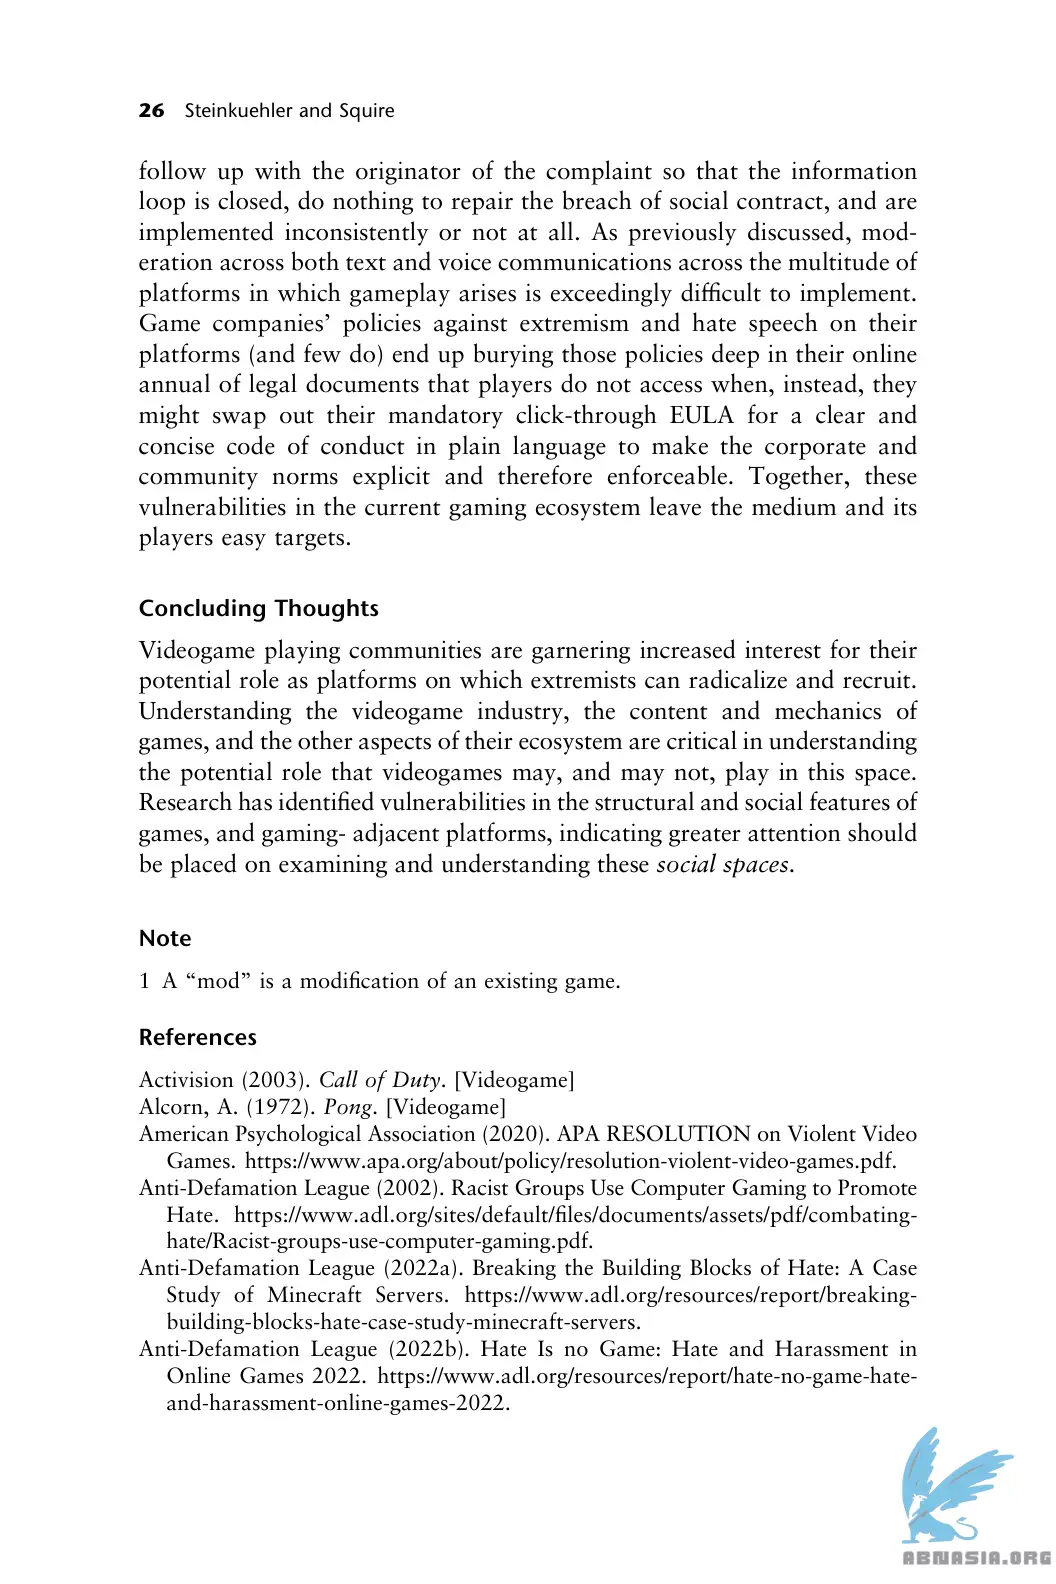 26 Steinkuehler and Squire
follow up with the originator of the complaint so that the information
loop is closed, do nothing to repair the breach of social contract, and are
implemented inconsistently or not at all. As previously discussed, mod-
eration across both text and voice communications across the multitude of
platforms in which gameplay arises is exceedingly difficult to implement.
Game companies’ policies against extremism and hate speech on their
platforms (and few do) end up burying those policies deep in their online
annual of legal documents that players do not access when, instead, they
might swap out their mandatory click-through EULA for a clear and
concise code of conduct in plain language to make the corporate and
community norms explicit and therefore enforceable. Together, these
vulnerabilities in the current gaming ecosystem leave the medium and its
players easy targets.
Concluding Thoughts
Videogame playing communities are garnering increased interest for their
potential role as platforms on which extremists can radicalize and recruit.
Understanding the videogame industry, the content and mechanics of
games, and the other aspects of their ecosystem are critical in understanding
the potential role that videogames may, and may not, play in this space.
Research has identified vulnerabilities in the structural and social features of
games, and gaming- adjacent platforms, indicating greater attention should
be placed on examining and understanding these social spaces.
Note
1 A “mod” is a modification of an existing game.
References
Activision (2003). Call of Duty. [Videogame]
Alcorn, A. (1972). Pong. [Videogame]
American Psychological Association (2020). APA RESOLUTION on Violent Video
Games. https://www.apa.org/about/policy/resolution-violent-video-games.pdf.
Anti-Defamation League (2002). Racist Groups Use Computer Gaming to Promote
Hate. https://www.adl.org/sites/default/files/documents/assets/pdf/combating-
hate/Racist-groups-use-computer-gaming.pdf.
Anti-Defamation League (2022a). Breaking the Building Blocks of Hate: A Case
Study of Minecraft Servers. https://www.adl.org/resources/report/breaking-
building-blocks-hate-case-study-minecraft-servers.
Anti-Defamation League (2022b). Hate Is no Game: Hate and Harassment in
Online Games 2022. https://www.adl.org/resources/report/hate-no-game-hate-
and-harassment-online-games-2022.
ABNASIA.ORG